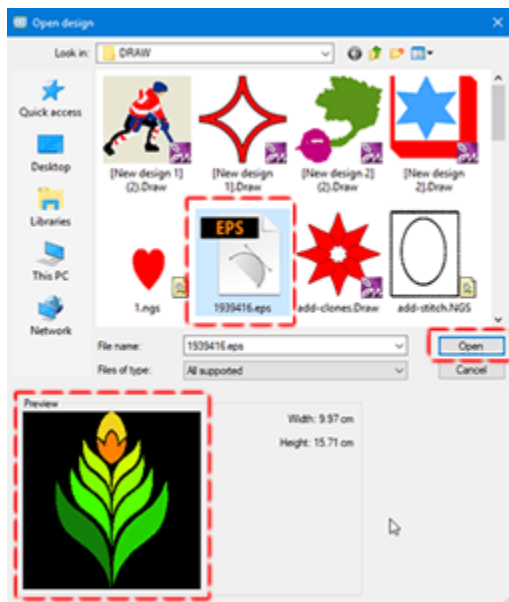 Open design
Look in:
DRAW
Quick access
Desktop
Libraries
This PC
Network
[New design 1]
(2).Draw
[New design
1].Draw
[New design 2]
(2).Draw
[New design
2].Draw
EPS
1.ngs
1939416.eps
add-clones.Draw
add-stitch.NGS
File name:
1939416.eps
Open
Files of type:
All supported
Cancel
Preview
Width: 9.97 cm
Height: 15.71 cm